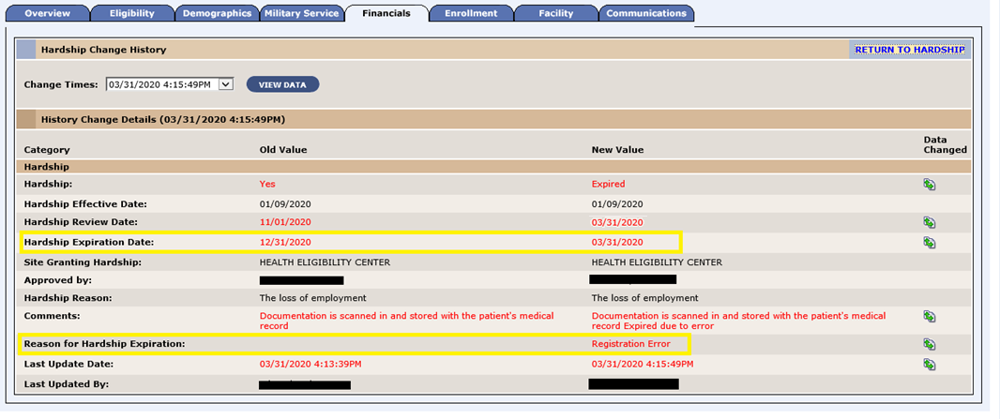 Overview Eligibility Demographics Military Service Financials Enrollment Facility Communications
Hardship Change History RETURN TO HARDSHIP
Change Times: 03/31/2020 4:15:49PM VIEW DATA
History Change Details (03/31/2020 4:15:49PM)
Category Old Value New Value Data Changed
Hardship
Hardship: Yes Expired
Hardship Effective Date: 01/09/2020 01/09/2020
Hardship Review Date: 11/01/2020 03/31/2020
Hardship Expiration Date: 12/31/2020 03/31/2020
Site Granting Hardship: HEALTH ELIGIBILITY CENTER HEALTH ELIGIBILITY CENTER
Approved by:
Hardship Reason: The loss of employment The loss of employment
Comments: Documentation is scanned in and stored with the patient's medical Documentation is scanned in and stored with the patient's medical
record record Expired due to error
Reason for Hardship Expiration: Registration Error
Last Update Date: 03/31/2020 4:13:39PM 03/31/2020 4:15:49PM
Last Updated By: